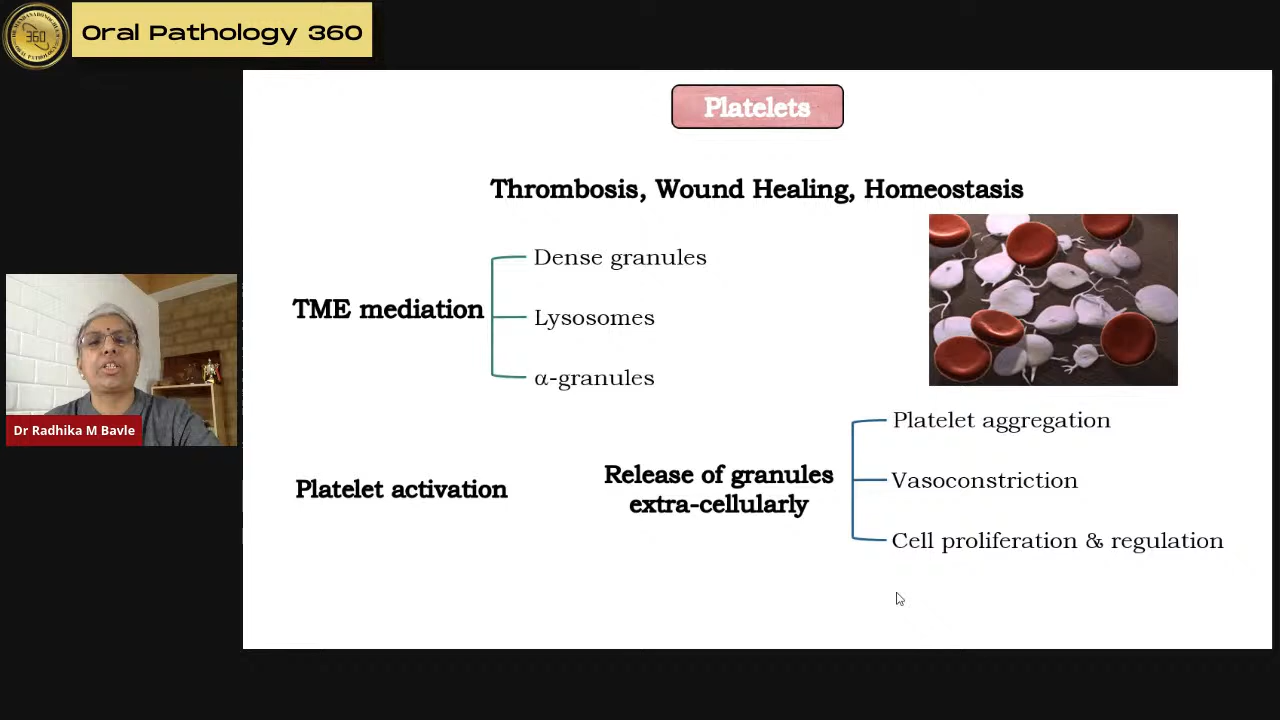 360
Oral Pathology 360
Platelets
Thrombosis, Wound Healing, Homeostasis
TME mediation
Dense granules
Lysosomes
α-granules
Platelet activation
Release of granules
extra-cellularly
Platelet aggregation
Vasoconstriction
Cell proliferation & regulation
Dr Radhika M Bavle